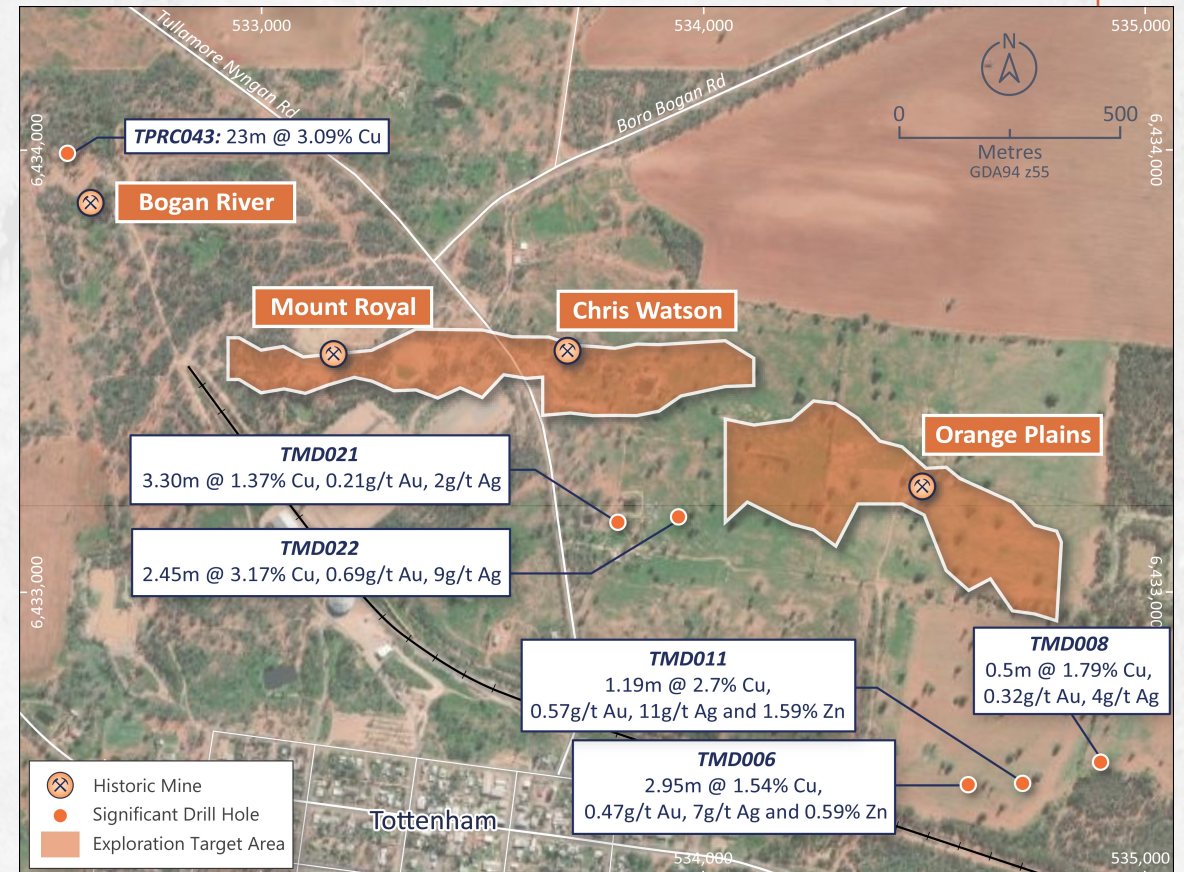 533,000
534,000
535,000
Tullamore Nyngan Rd
Boro Bogan Rd
N
0 500
Metres
GDA94 z55
6,434,000
6,434,000
TPRC043: 23m @ 3.09% Cu
Bogan River
Mount Royal
Chris Watson
Orange Plains
TMD021
3.30m @ 1.37% Cu, 0.21g/t Au, 2g/t Ag
TMD022
2.45m @ 3.17% Cu, 0.69g/t Au, 9g/t Ag
6,433,000
6,433,000
TMD011
1.19m @ 2.7% Cu,
0.57g/t Au, 11g/t Ag and 1.59% Zn
TMD008
0.5m @ 1.79% Cu,
0.32g/t Au, 4g/t Ag
TMD006
2.95m @ 1.54% Cu,
0.47g/t Au, 7g/t Ag and 0.59% Zn
Historic Mine
Significant Drill Hole
Exploration Target Area
Tottenham
534,000
535,000